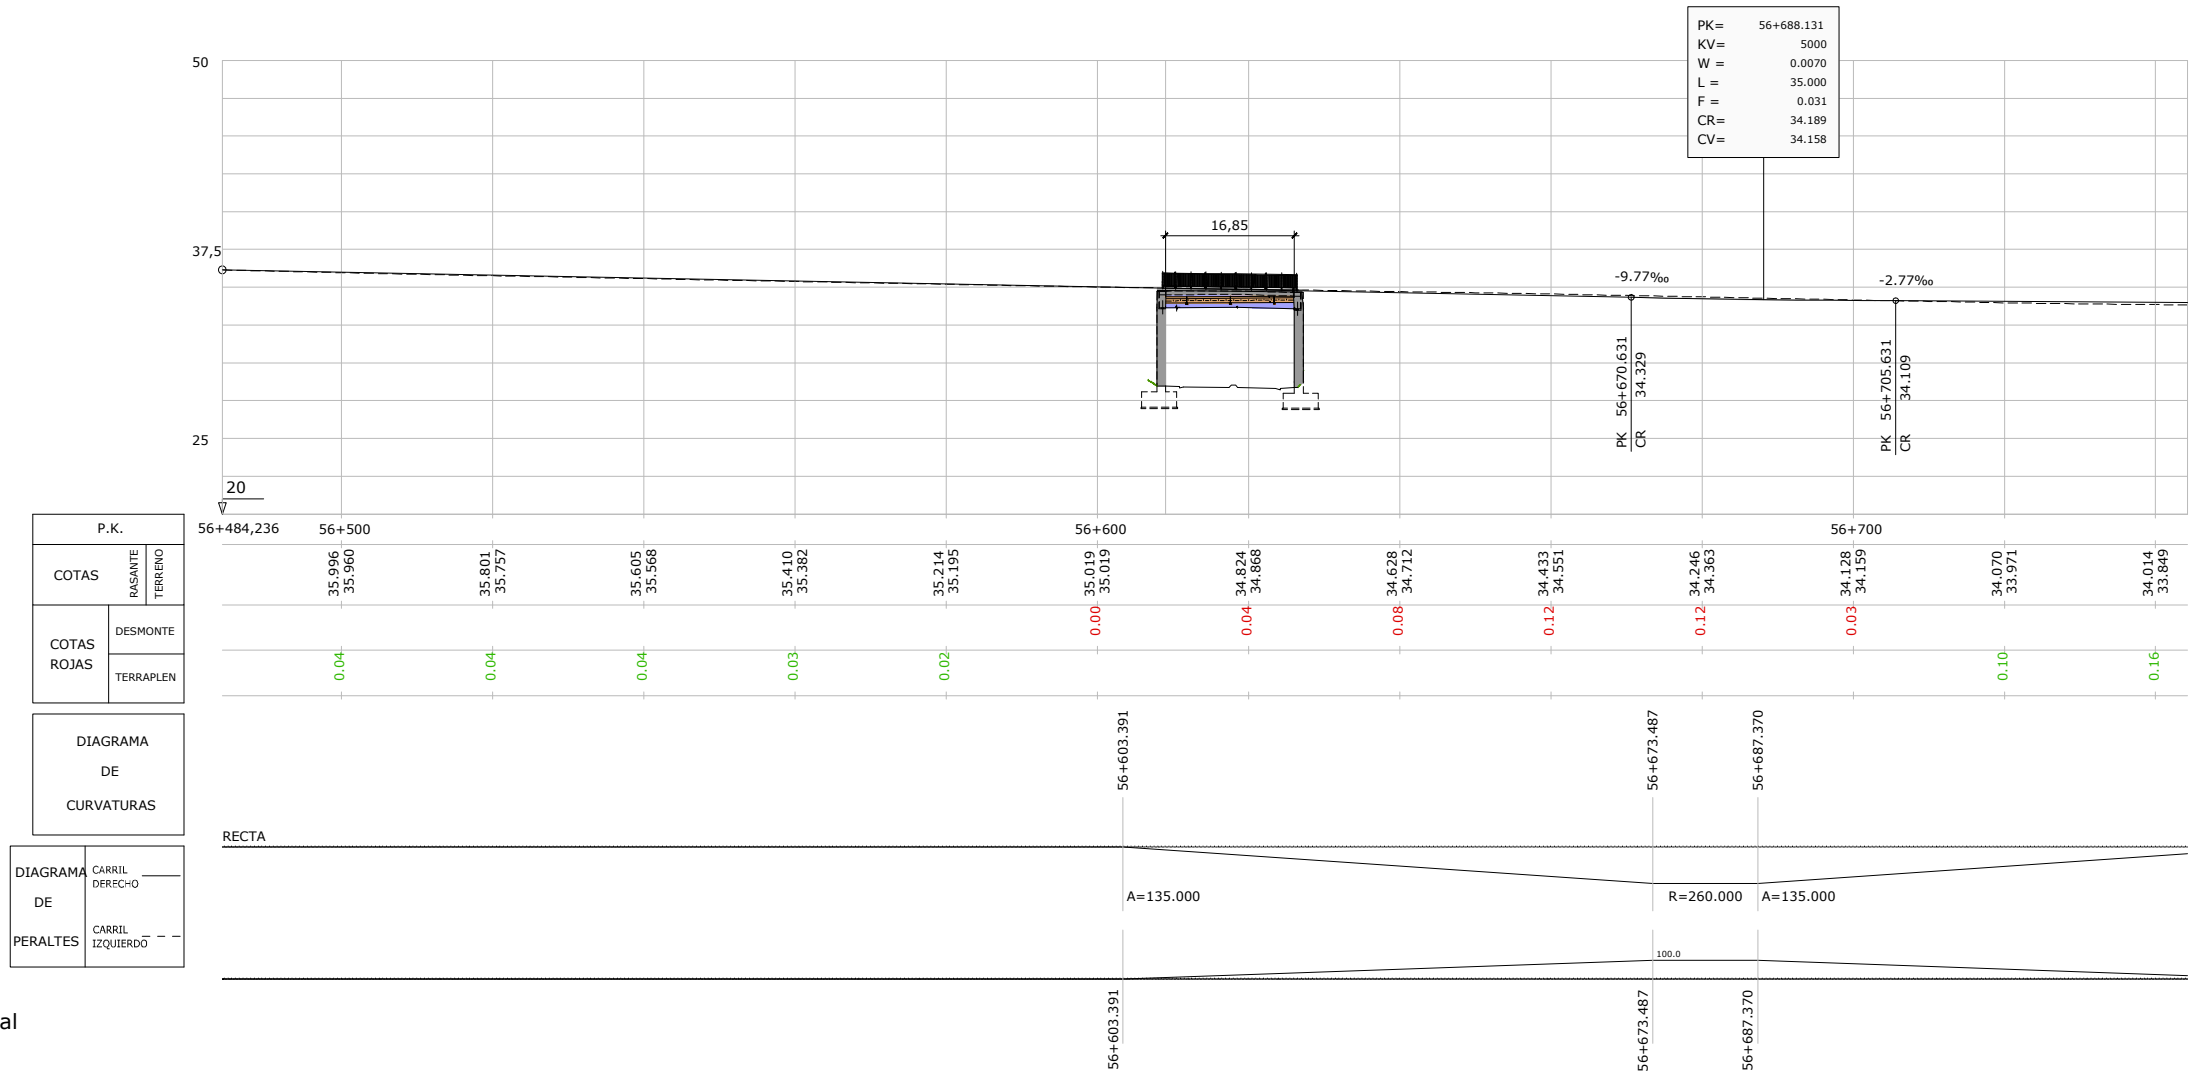 PK= 56+688.131
KV= 5000
W = 0.0070
L = 35.000
F = 0.031
CR= 34.189
CV= 34.158
50
37,5
25
20
16,85
-9.77‰
-2.77‰
PK 56+670.631
CR 34.329
PK 56+705.631
CR 34.109
P.K. 56+484,236 56+500 56+600 56+700
COTAS
RASANTE
TERRENO
35.996 35.801 35.605 35.410 35.214 35.019 34.824 34.628 34.433 34.246 34.128 34.070 34.014
35.960 35.757 35.568 35.382 35.195 35.019 34.868 34.712 34.551 34.363 34.159 33.971 33.849
COTAS
ROJAS
DESMONTE
0.00 0.04 0.08 0.12 0.12 0.03
TERRAPLEN
0.04 0.04 0.04 0.03 0.02 0.10 0.16
DIAGRAMA
DE
CURVATURAS
56+603.391 56+673.487 56+687.370
RECTA
A=135.000 R=260.000 A=135.000
DIAGRAMA
DE
PERALTES
CARRIL
DERECHO
CARRIL
IZQUIERDO
100.0
56+603.391 56+673.487 56+687.370
al